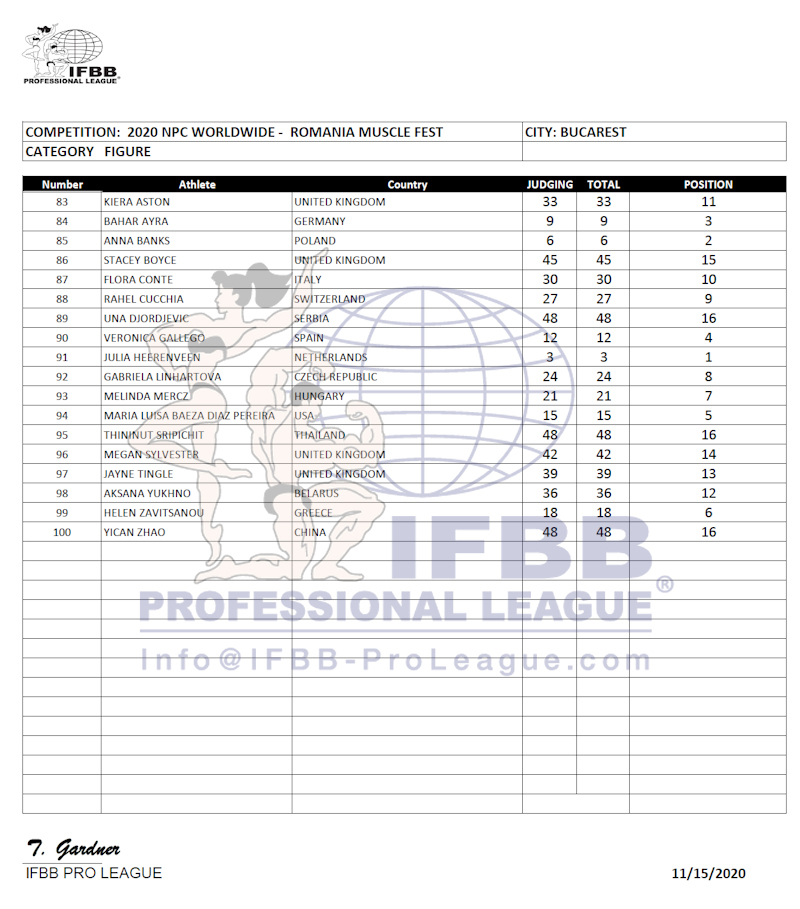 IFBB
PROFESSIONAL LEAGUE®
COMPETITION: 2020 NPC WORLDWIDE - ROMANIA MUSCLE FEST CITY: BUCAREST
CATEGORY FIGURE
Number Athlete Country JUDGING TOTAL POSITION
83 KIERA ASTON UNITED KINGDOM 33 33 11
84 BAHAR AYRA GERMANY 9 9 3
85 ANNA BANKS POLAND 6 6 2
86 STACEY BOYCE UNITED KINGDOM 45 45 15
87 FLORA CONTE ITALY 30 30 10
88 RAHEL CUCCHIA SWITZERLAND 27 27 9
89 UNA DJORDJEVIC SERBIA 48 48 16
90 VERONICA GALLEGO SPAIN 12 12 4
91 JULIA HEERENVEEN NETHERLANDS 3 3 1
92 GABRIELA LINHARTOVA CZECH REPUBLIC 24 24 8
93 MELINDA MERCZ HUNGARY 21 21 7
94 MARIA LUISA BAEZA DIAZ PEREIRA USA 15 15 5
95 THININUT SRIPICHIT THAILAND 48 48 16
96 MEGAN SYLVESTER UNITED KINGDOM 42 42 14
97 JAYNE TINGLE UNITED KINGDOM 39 39 13
98 AKSANA YUKHNO BELARUS 36 36 12
99 HELEN ZAVITSANOU GREECE 18 18 6
100 YICAN ZHAO CHINA 48 48 16
IFBB
PROFESSIONAL LEAGUE®
Info@IFBB-ProLeague.com
T. Gardner
IFBB PRO LEAGUE 11/15/2020